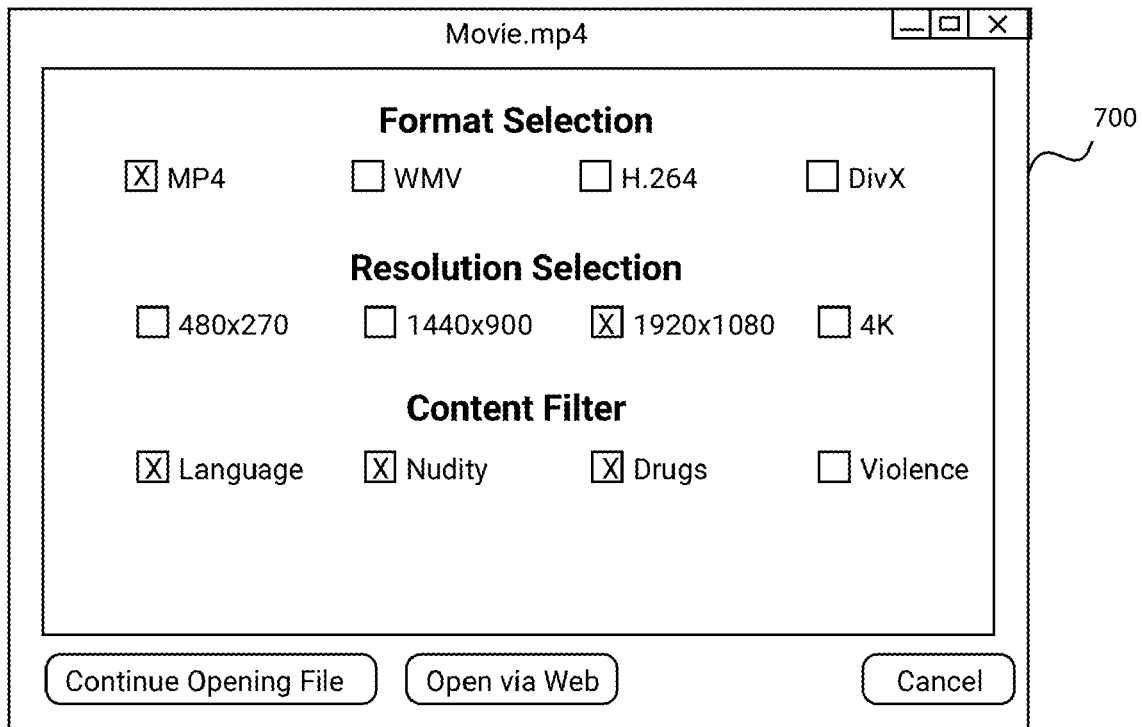 Movie.mp4
Format Selection
X MP4 WMV H.264 DivX
700
Resolution Selection
480x270 1440x900 X 1920x1080 4K
Content Filter
X Language X Nudity X Drugs Violence
Continue Opening File Open via Web Cancel